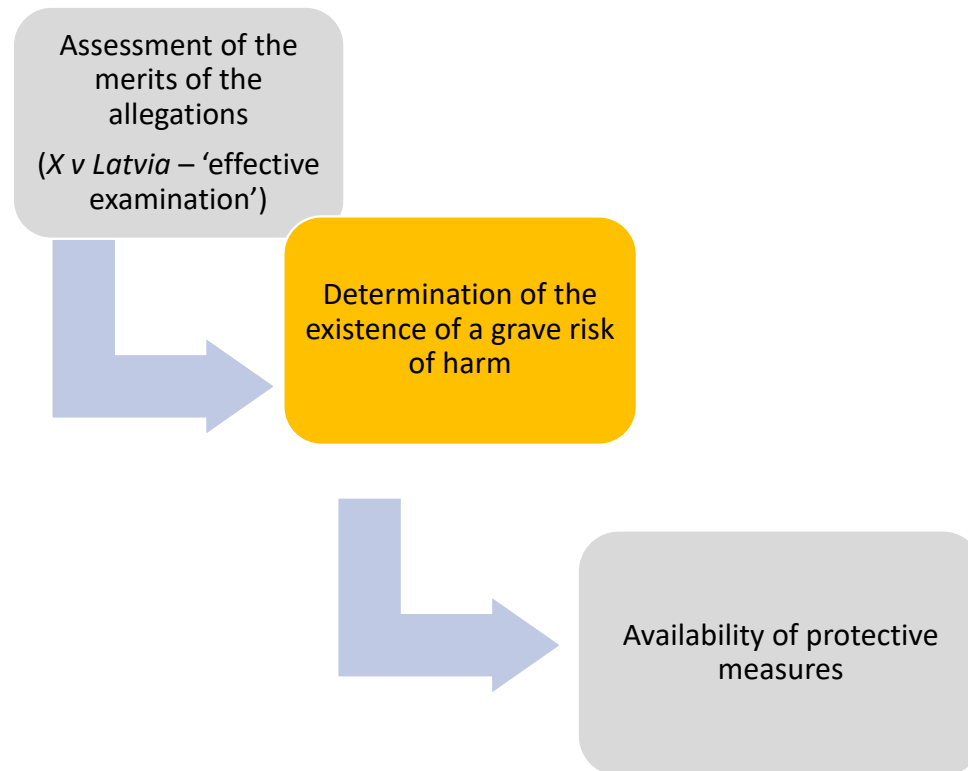 Assessment of the
merits of the
allegations
(X v Latvia – ‘effective
examination’)
Determination of the
existence of a grave risk
of harm
Availability of protective
measures